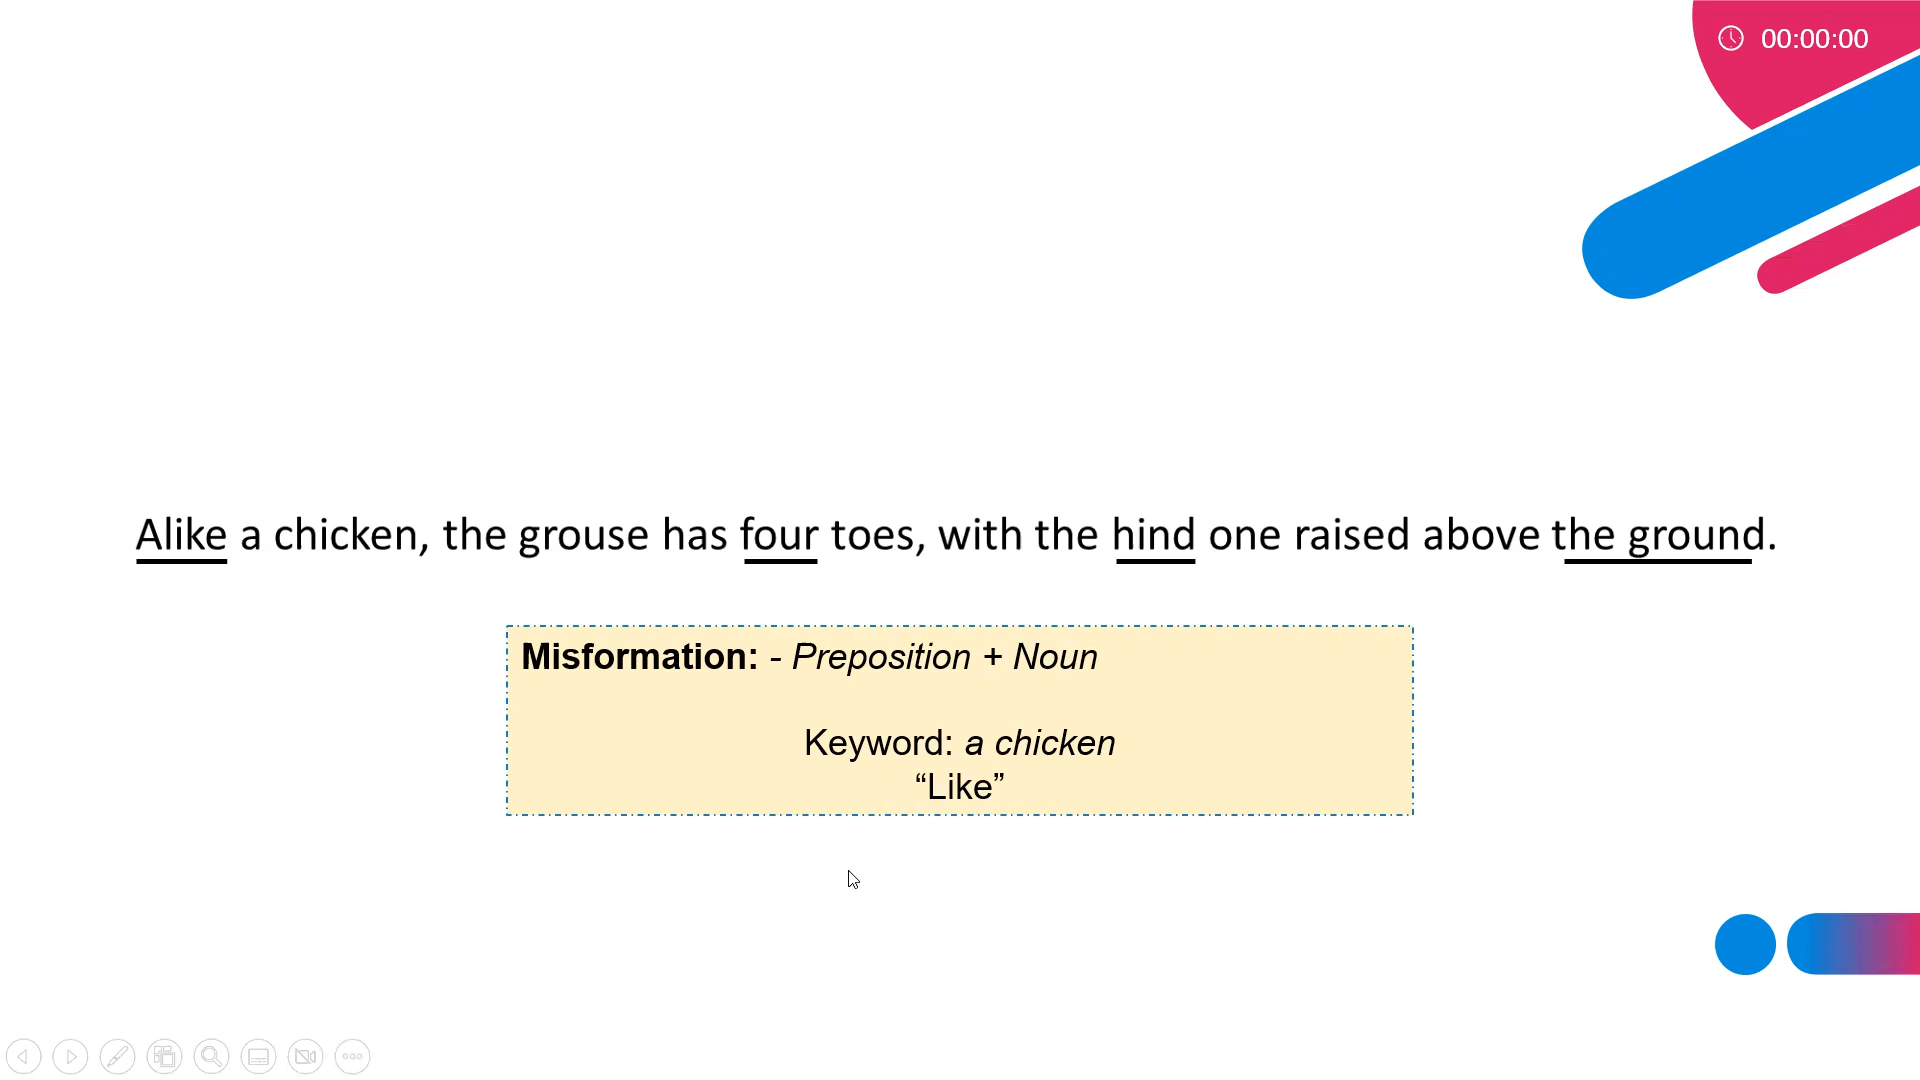 00:00:00
Alike a chicken, the grouse has four toes, with the hind one raised above the ground.
Misformation: - Preposition + Noun
Keyword: a chicken
“Like”